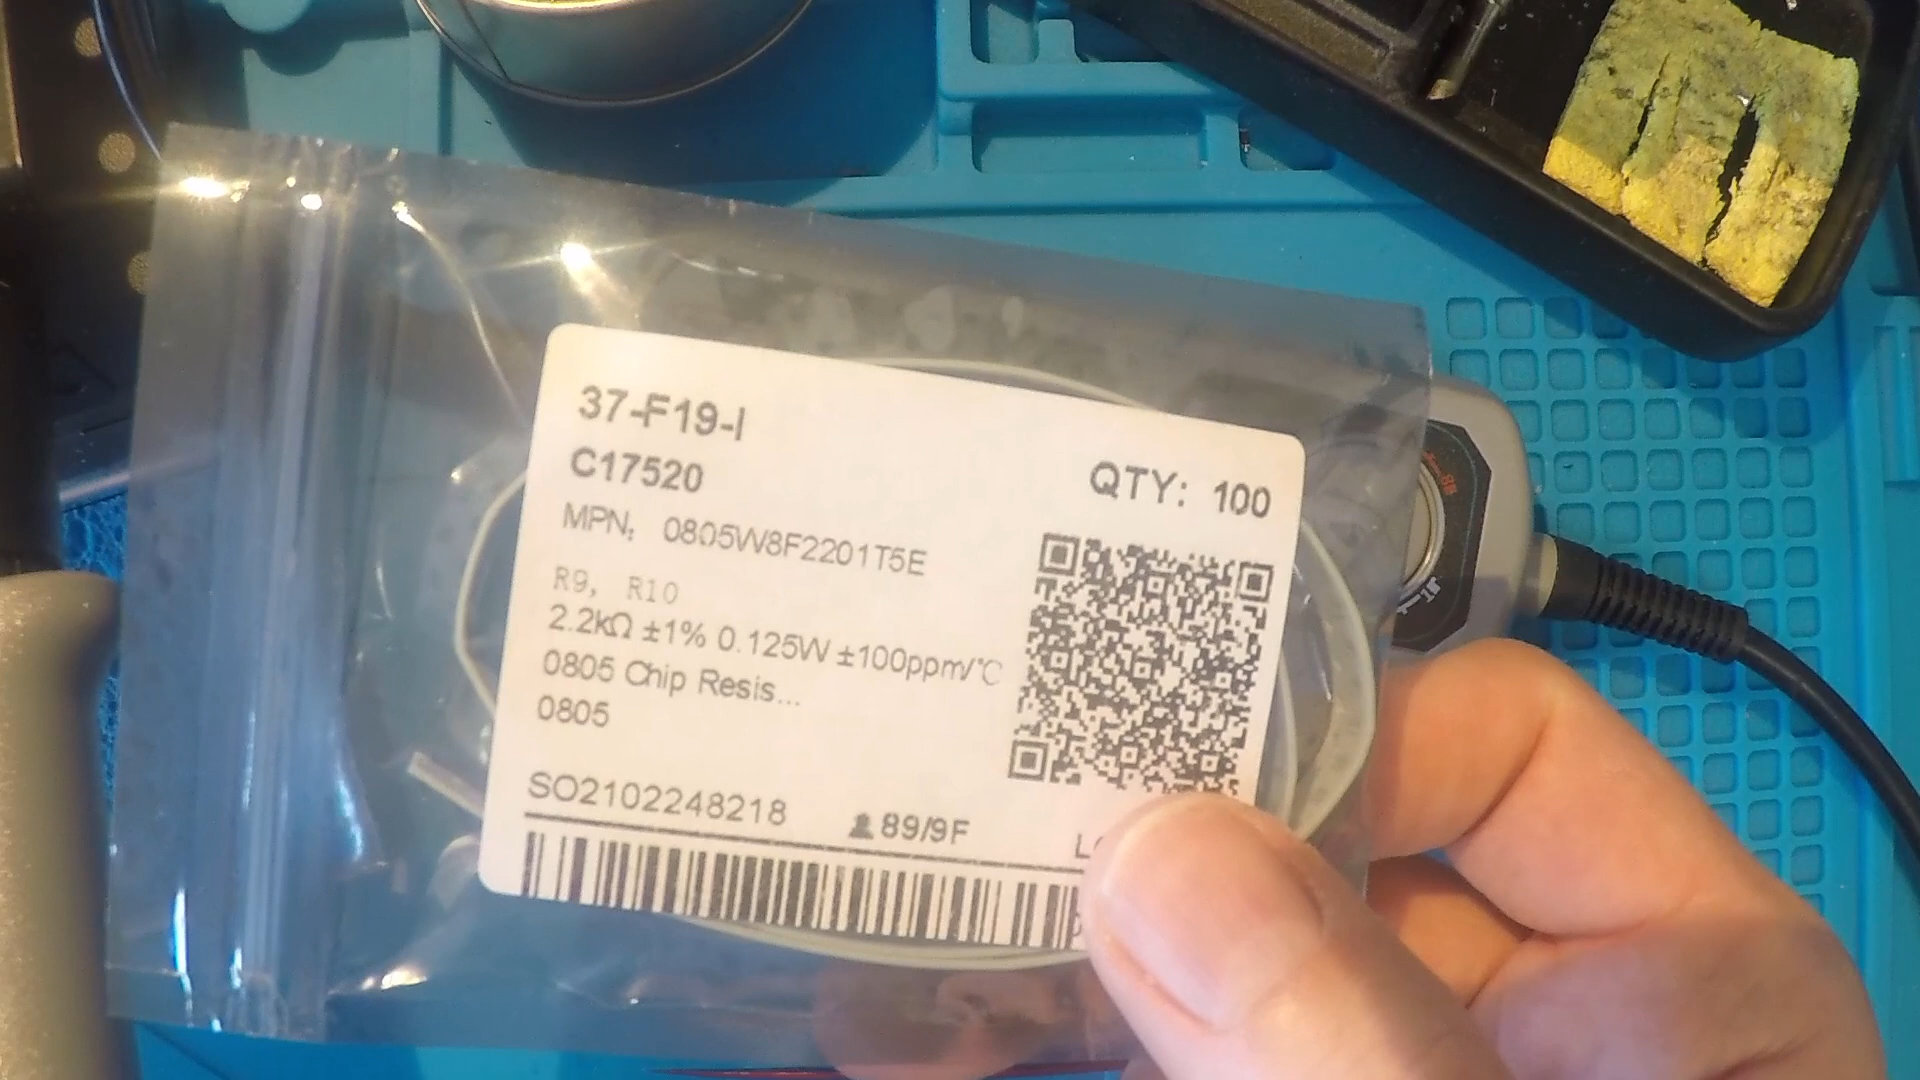 37-F19-I
C17520
QTY: 100
MPN: 0805W8F2201T5E
R9, R10
2.2kΩ ±1% 0.125W ±100ppm/℃
0805 Chip Resis...
0805
SO2102248218
89/9F